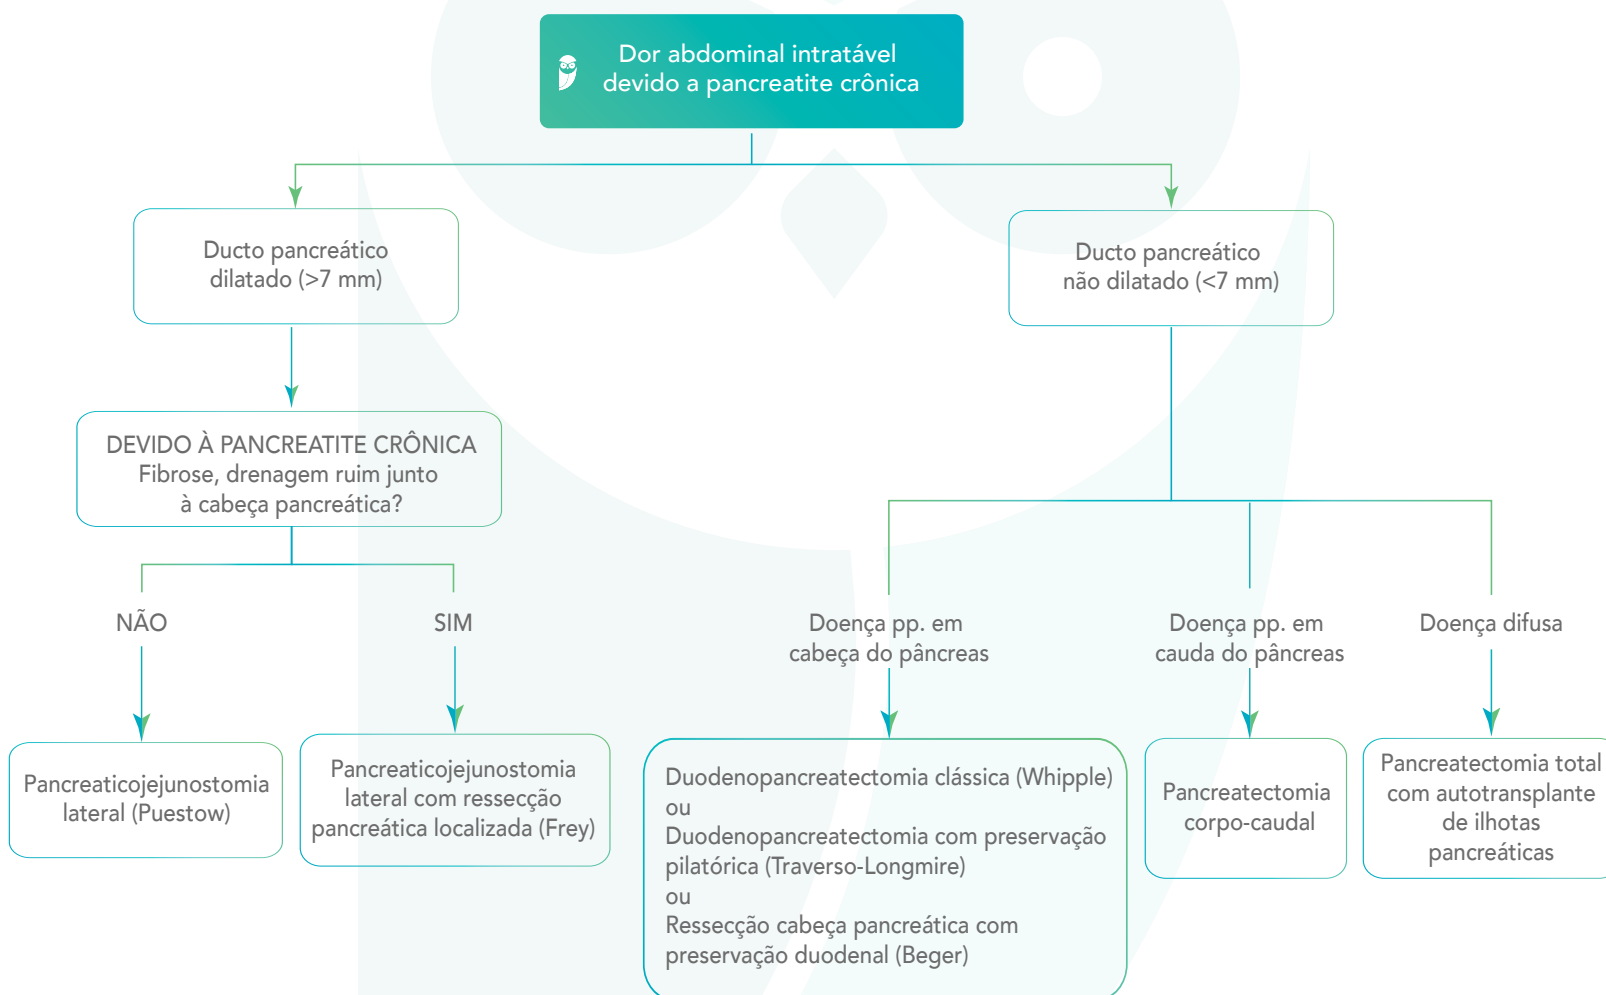 Dor abdominal intratável
devido a pancreatite crônica
Ducto pancreático
dilatado (>7 mm)
Ducto pancreático
não dilatado (<7 mm)
DEVIDO À PANCREATITE CRÔNICA
Fibrose, drenagem ruim junto
à cabeça pancreática?
NÃO
SIM
Doença pp. em
cabeça do pâncreas
Doença pp. em
cauda do pâncreas
Doença difusa
Pancreaticojejunostomia
lateral (Puestow)
Pancreaticojejunostomia
lateral com ressecção
pancreática localizada (Frey)
Duodenopancreatectomia clássica (Whipple)
ou
Duodenopancreatectomia com preservação
pilatórica (Traverso-Longmire)
ou
Ressecção cabeça pancreática com
preservação duodenal (Beger)
Pancreatectomia
corpo-caudal
Pancreatectomia total
com autotransplante
de ilhotas
pancreáticas